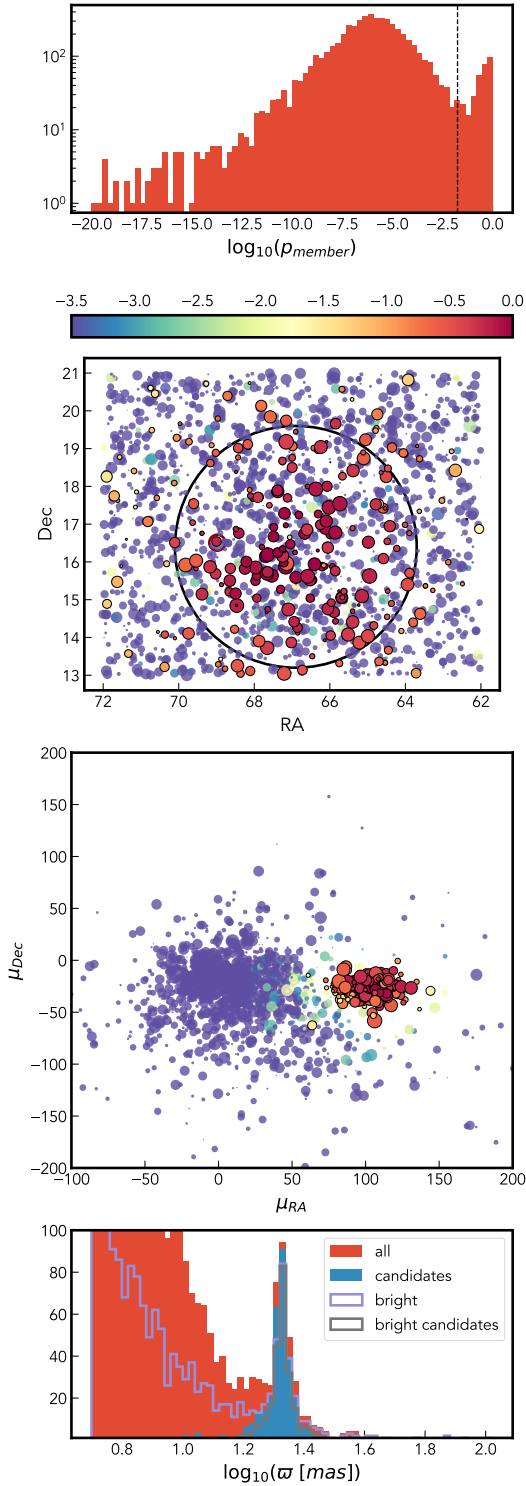 10²
10¹
10⁰
−20.0 −17.5 −15.0 −12.5 −10.0 −7.5 −5.0 −2.5 0.0
log₁₀(p_member)
−3.5 −3.0 −2.5 −2.0 −1.5 −1.0 −0.5 0.0
21
20
19
18
17
16
15
14
13
Dec
72 70 68 66 64 62
RA
200
150
100
50
0
−50
−100
−150
−200
μ_Dec
−100 −50 0 50 100 150 200
μ_RA
100
80
60
40
20
all
candidates
bright
bright candidates
0.8 1.0 1.2 1.4 1.6 1.8 2.0
log₁₀(ϖ [mas])